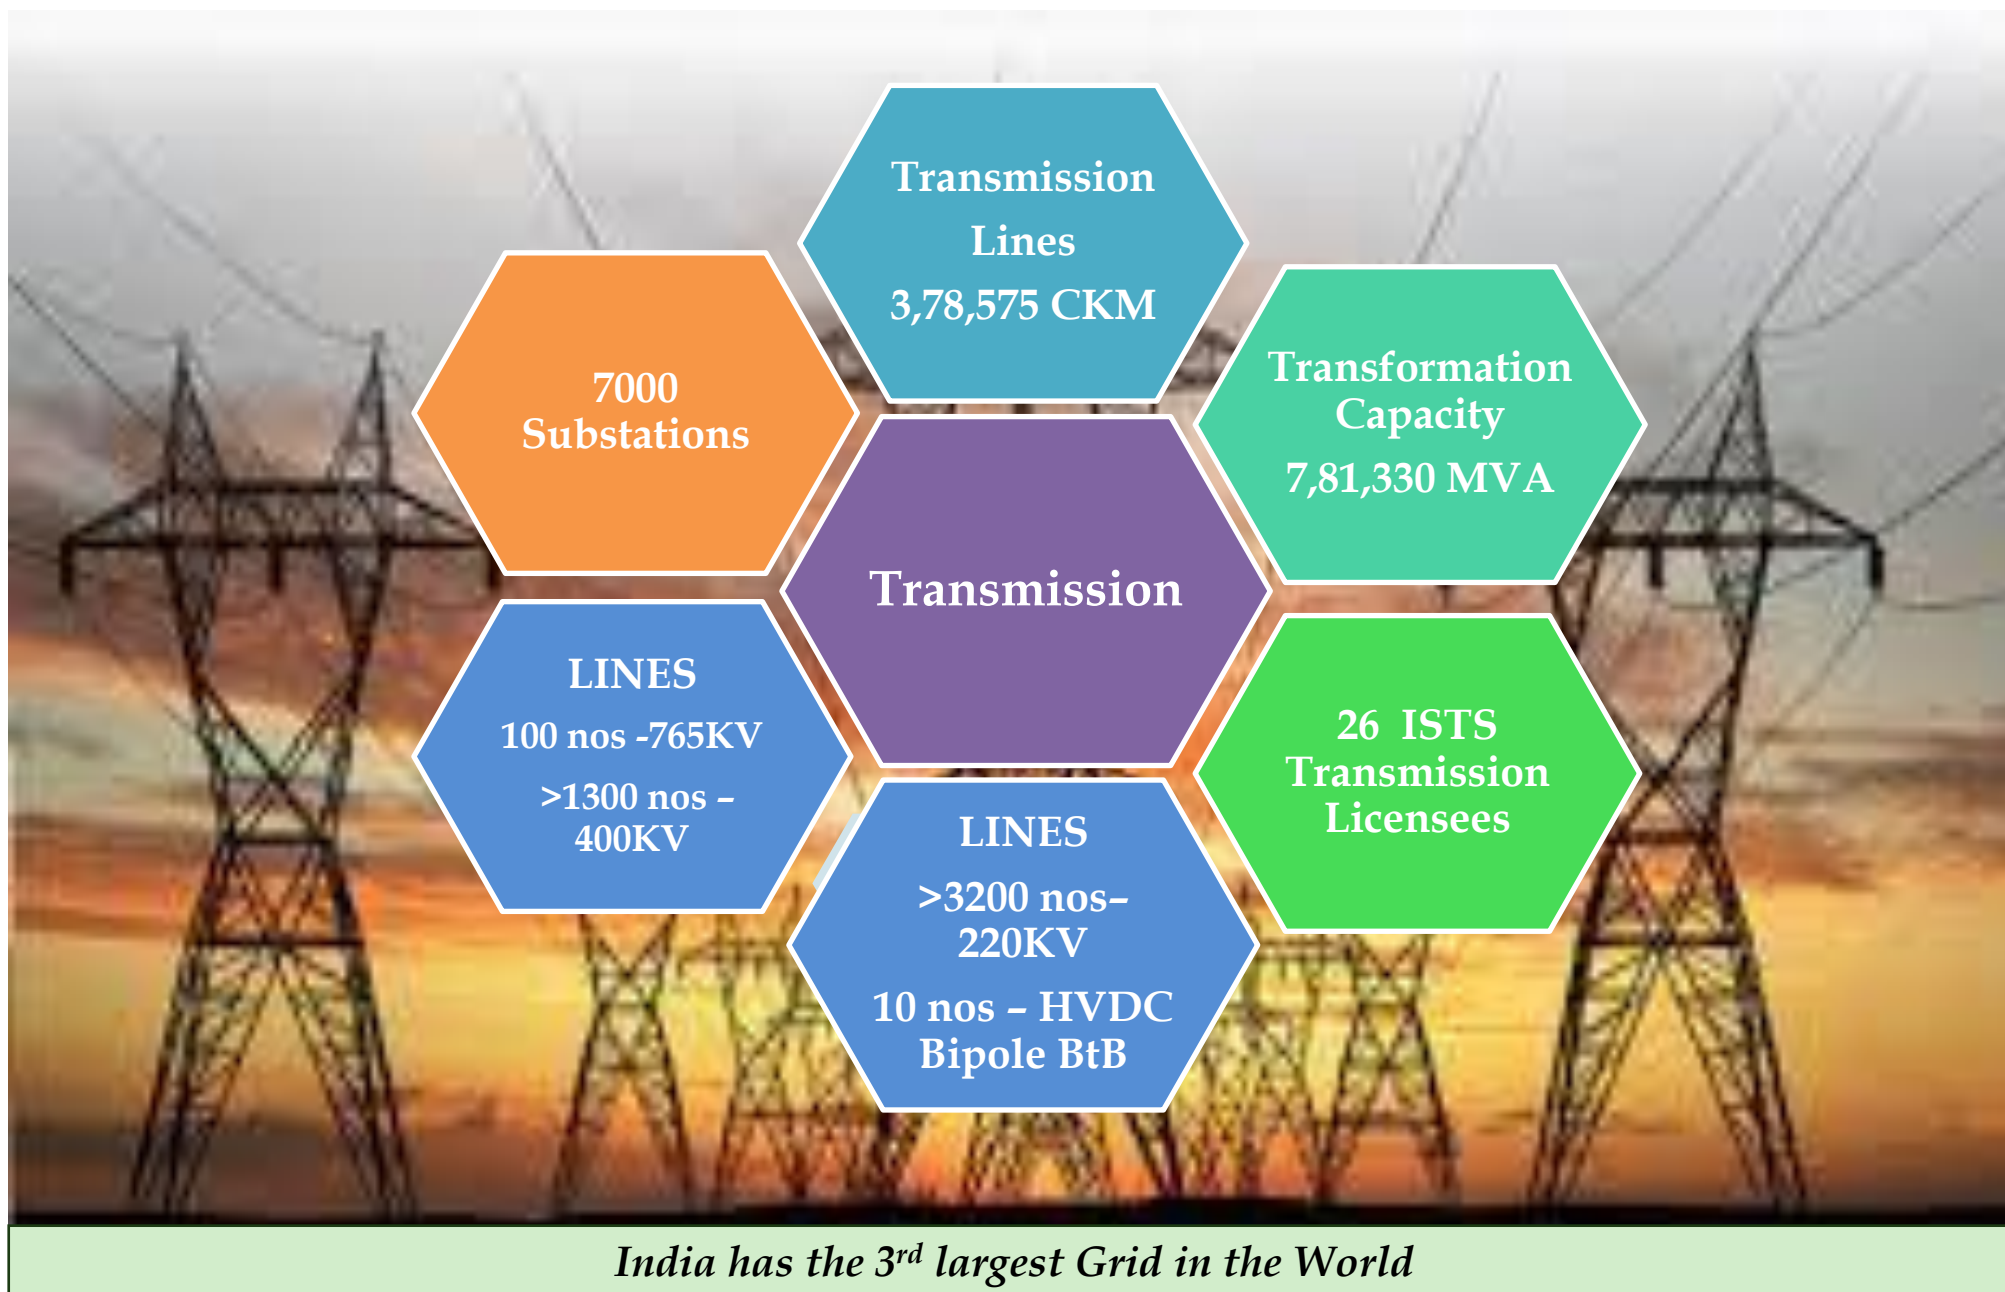 Transmission
Lines
3,78,575 CKM
7000
Substations
Transformation
Capacity
7,81,330 MVA
Transmission
LINES
100 nos -765KV
>1300 nos –
400KV
26  ISTS
Transmission
Licensees
LINES
>3200 nos–
220KV
10 nos – HVDC
Bipole BtB
India has the 3rd largest Grid in the World